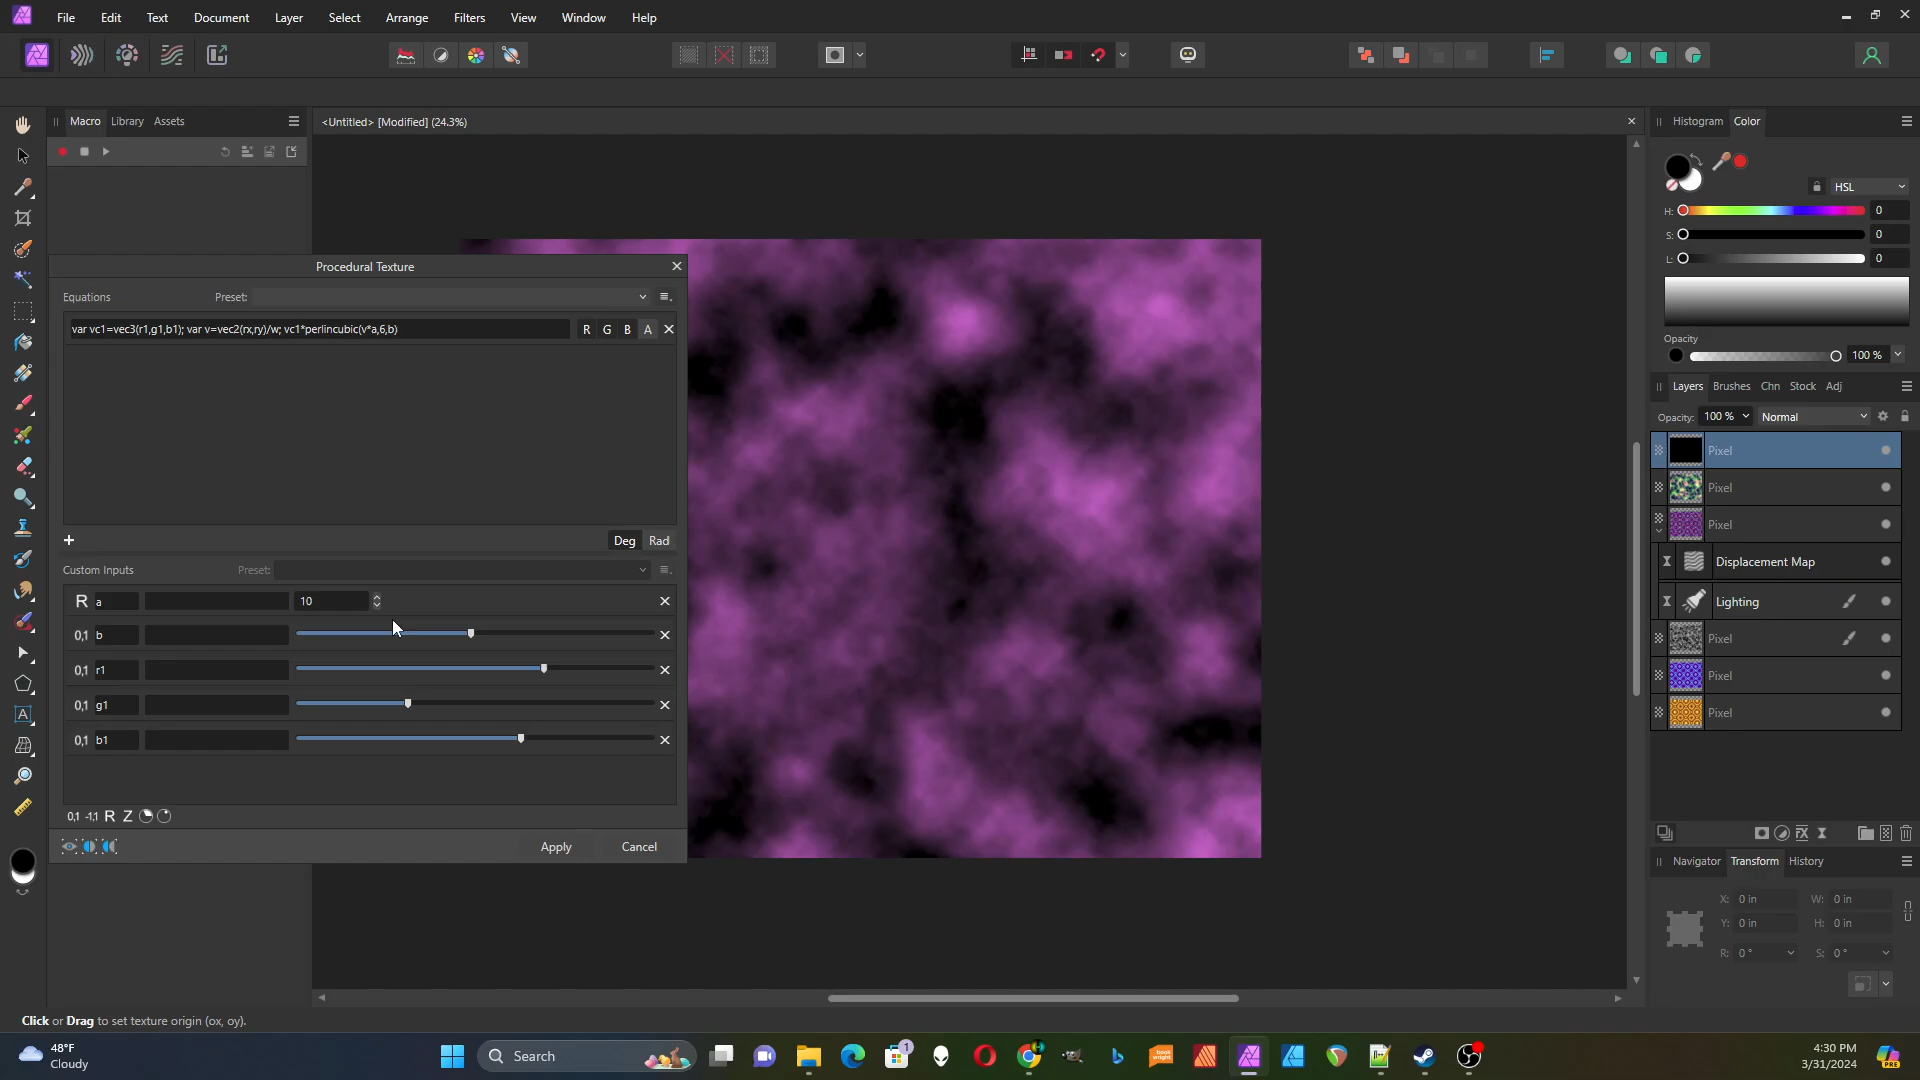 File Edit Text Document Layer Select Arrange Filters View Window Help
Macro Library Assets
<Untitled> [Modified] (24.3%)
Histogram Color
HSL
H: 0
S: 0
L: 0
Opacity
100 %
Layers Brushes Chn Stock Adj
Opacity: 100 % Normal
Pixel
Pixel
Pixel
Displacement Map
Lighting
Pixel
Pixel
Pixel
Navigator Transform History
X: 0 in W: 0 in
Y: 0 in H: 0 in
R: 0 ° S: 0 °
Procedural Texture
Equations Preset:
var vc1=vec3(r1,g1,b1); var v=vec2(rx,ry)/w; vc1*perlincubic(v*a,6,b) R G B A
Deg Rad
Custom Inputs Preset:
R a 10
0,1 b
0,1 r1
0,1 g1
0,1 b1
0,1 -1,1 R Z
Apply Cancel
Click or Drag to set texture origin (ox, oy).
48°F
Cloudy
Search
1
book wright
4:30 PM
3/31/2024
PRE